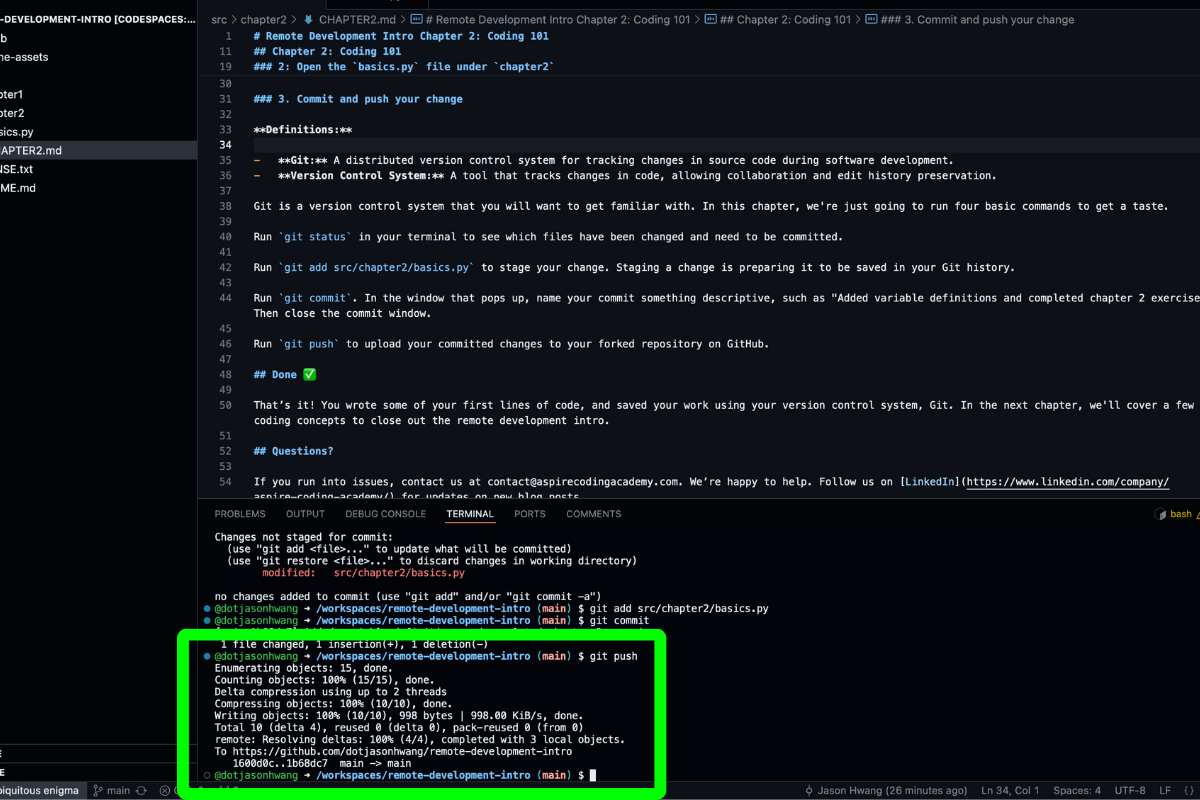 -DEVELOPMENT-INTRO [CODESPACES:...
b
ne-assets
pter1
pter2
sics.py
HAPTER2.md
NSE.txt
ME.md
E
E
src > chapter2 > CHAPTER2.md > # Remote Development Intro Chapter 2: Coding 101 > ## Chapter 2: Coding 101 > ### 3. Commit and push your change
1 # Remote Development Intro Chapter 2: Coding 101
11 ## Chapter 2: Coding 101
19 ### 2: Open the `basics.py` file under `chapter2`
30
31 ### 3. Commit and push your change
32
33 **Definitions:**
34
35 - **Git:** A distributed version control system for tracking changes in source code during software development.
36 - **Version Control System:** A tool that tracks changes in code, allowing collaboration and edit history preservation.
37
38 Git is a version control system that you will want to get familiar with. In this chapter, we're just going to run four basic commands to get a taste.
39
40 Run `git status` in your terminal to see which files have been changed and need to be committed.
41
42 Run `git add src/chapter2/basics.py` to stage your change. Staging a change is preparing it to be saved in your Git history.
43
44 Run `git commit`. In the window that pops up, name your commit something descriptive, such as "Added variable definitions and completed chapter 2 exercise
Then close the commit window.
45
46 Run `git push` to upload your committed changes to your forked repository on GitHub.
47
48 ## Done ✅
49
50 That's it! You wrote some of your first lines of code, and saved your work using your version control system, Git. In the next chapter, we'll cover a few
coding concepts to close out the remote development intro.
51
52 ## Questions?
53
54 If you run into issues, contact us at contact@aspirecodingacademy.com. We're happy to help. Follow us on [LinkedIn](https://www.linkedin.com/company/
aspire-coding-academy/) for updates on new blog posts.
PROBLEMS OUTPUT DEBUG CONSOLE TERMINAL PORTS COMMENTS
bash
Changes not staged for commit:
(use "git add <file>..." to update what will be committed)
(use "git restore <file>..." to discard changes in working directory)
modified: src/chapter2/basics.py
no changes added to commit (use "git add" and/or "git commit -a")
@dotjasonhwang ➜ /workspaces/remote-development-intro (main) $ git add src/chapter2/basics.py
@dotjasonhwang ➜ /workspaces/remote-development-intro (main) $ git commit
1 file changed, 1 insertion(+), 1 deletion(-)
@dotjasonhwang ➜ /workspaces/remote-development-intro (main) $ git push
Enumerating objects: 15, done.
Counting objects: 100% (15/15), done.
Delta compression using up to 2 threads
Compressing objects: 100% (10/10), done.
Writing objects: 100% (10/10), 998 bytes | 998.00 KiB/s, done.
Total 10 (delta 4), reused 0 (delta 0), pack-reused 0 (from 0)
remote: Resolving deltas: 100% (4/4), completed with 3 local objects.
To https://github.com/dotjasonhwang/remote-development-intro
1600d0c..1b68dc7 main -> main
@dotjasonhwang ➜ /workspaces/remote-development-intro (main) $
biquitous enigma main Jason Hwang (26 minutes ago) Ln 34, Col 1 Spaces: 4 UTF-8 LF {}